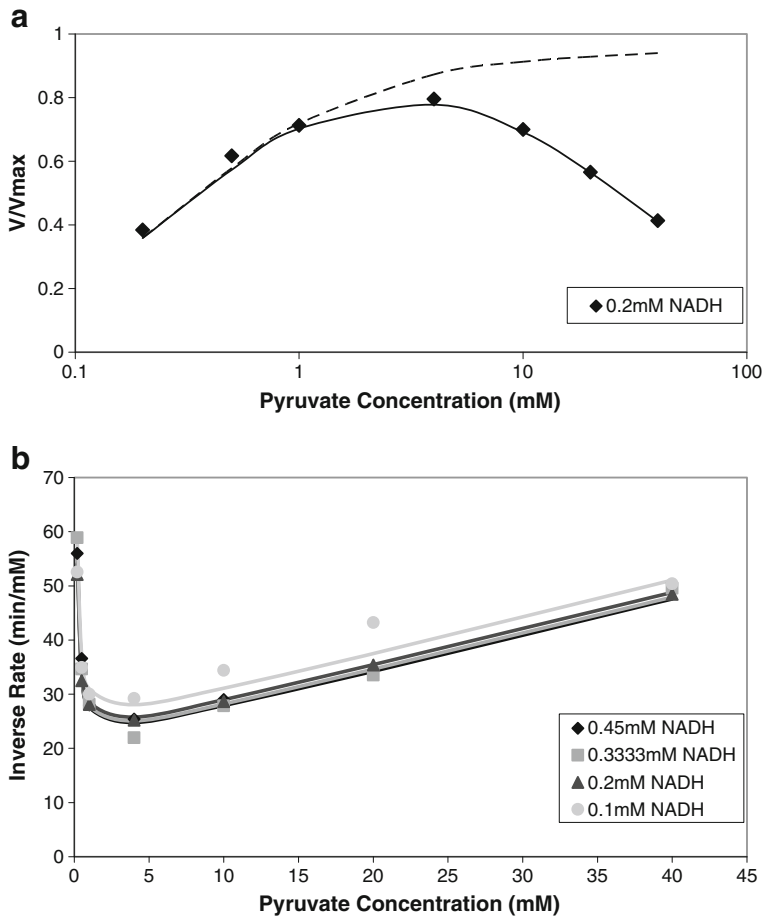 a
1
0.8
0.6
0.4
0.2
0
V/Vmax
0.1
1
10
100
Pyruvate Concentration (mM)
0.2mM NADH
b
70
60
50
40
30
20
10
0
Inverse Rate (min/mM)
0
5
10
15
20
25
30
35
40
45
Pyruvate Concentration (mM)
0.45mM NADH
0.3333mM NADH
0.2mM NADH
0.1mM NADH